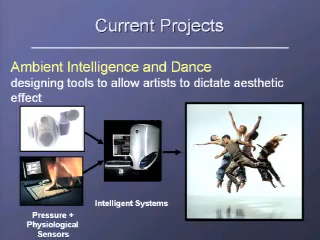 Current Projects
Ambient Intelligence and Dance
designing tools to allow artists to dictate aesthetic
effect
Intelligent Systems
Pressure +
Physiological
Sensors